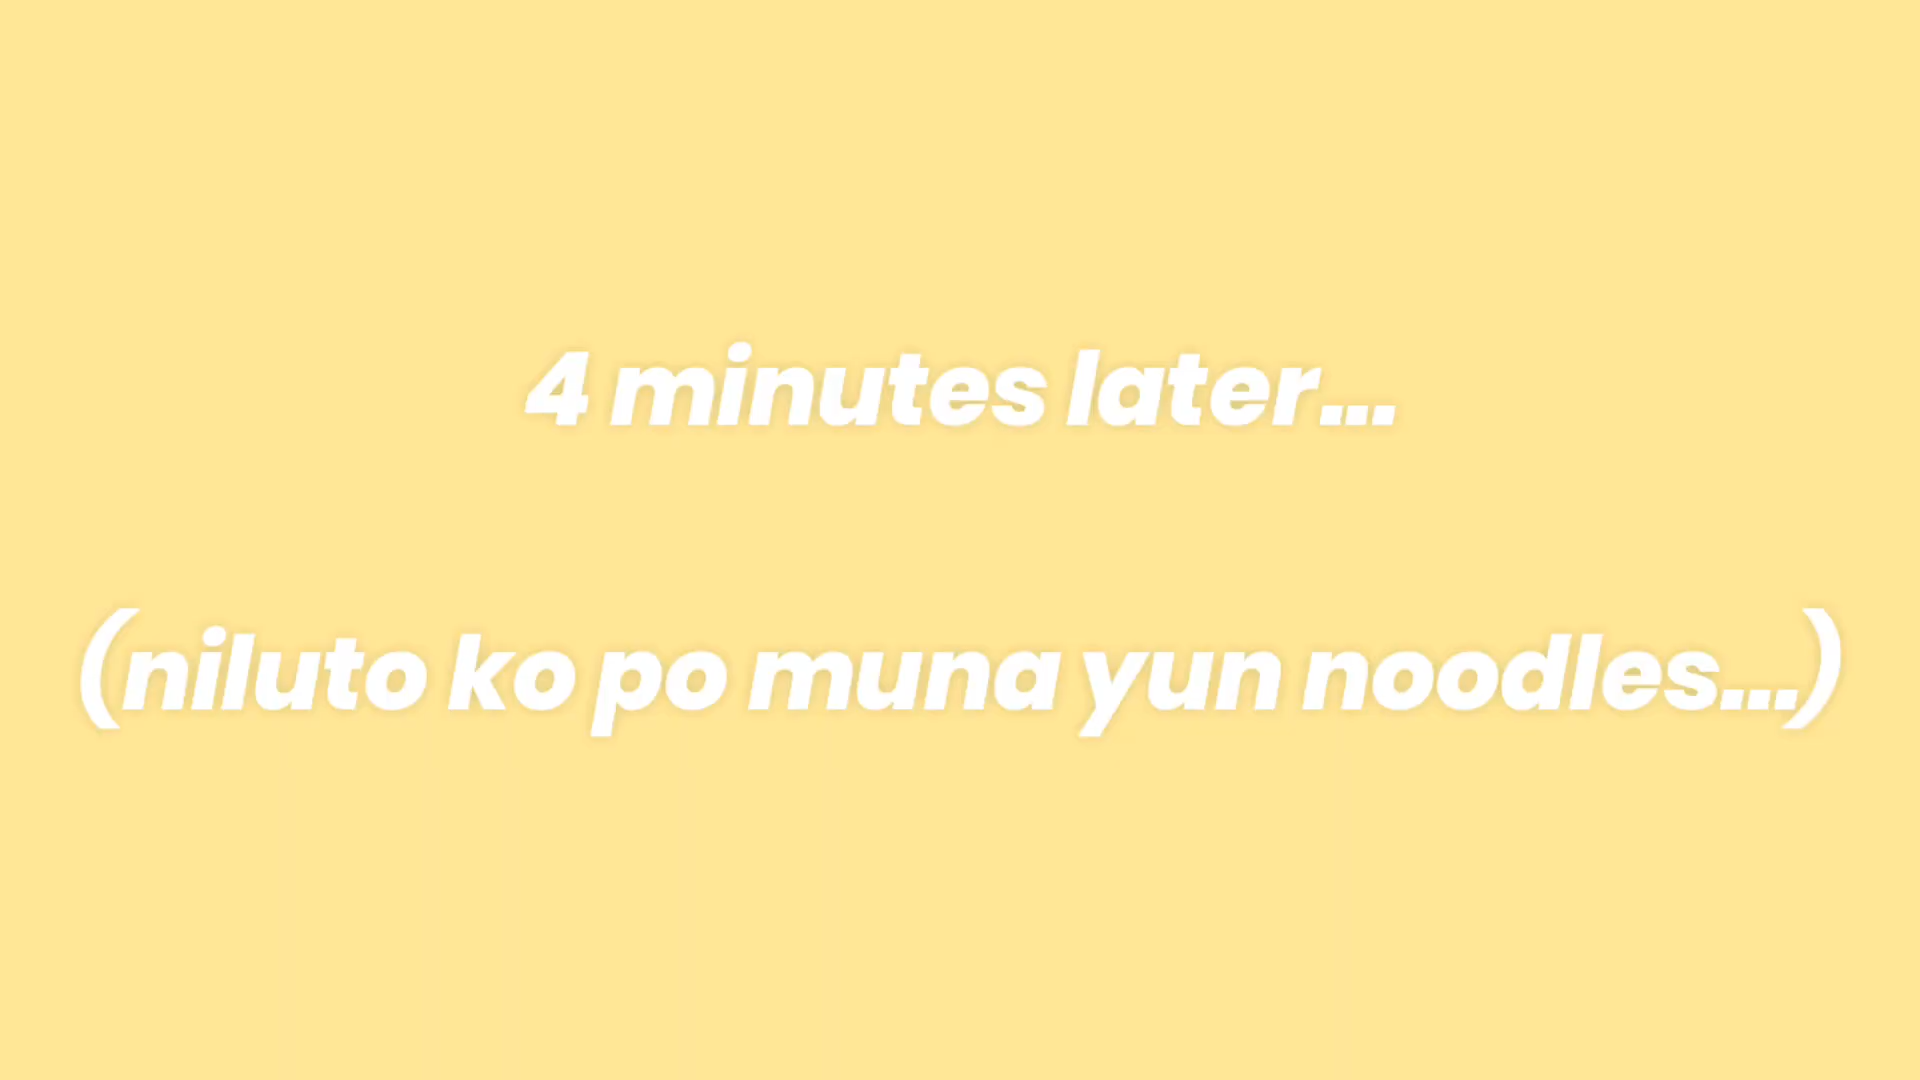 4 minutes later...
(niluto ko po muna yun noodles...)